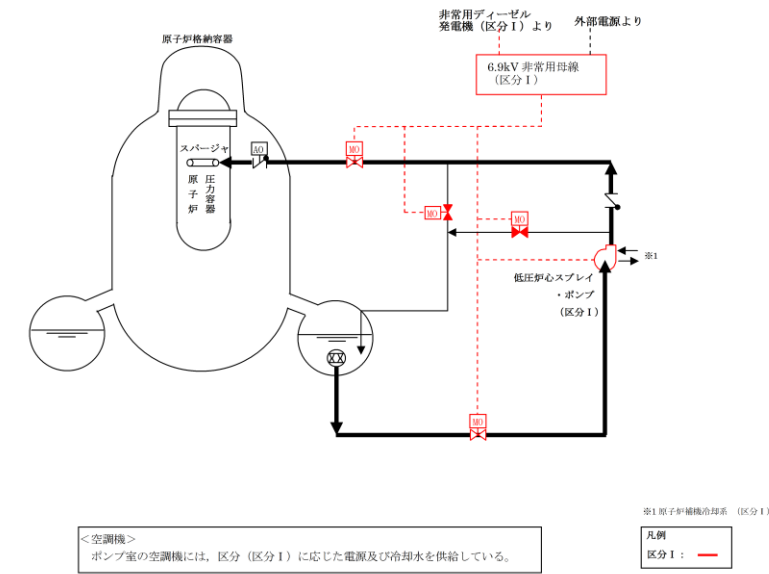 非常用ディーゼル
発電機（区分Ⅰ）より
外部電源より
6.9kV 非常用母線
（区分Ⅰ）
原子炉格納容器
スパージャ
原子炉
圧力容器
AO
MO
MO
MO
※1
低圧炉心スプレイ
・ポンプ
（区分Ⅰ）
MO
※1 原子炉補機冷却系 （区分Ⅰ）
＜空調機＞
ポンプ室の空調機には，区分（区分Ⅰ）に応じた電源及び冷却水を供給している。
凡例
区分Ⅰ：